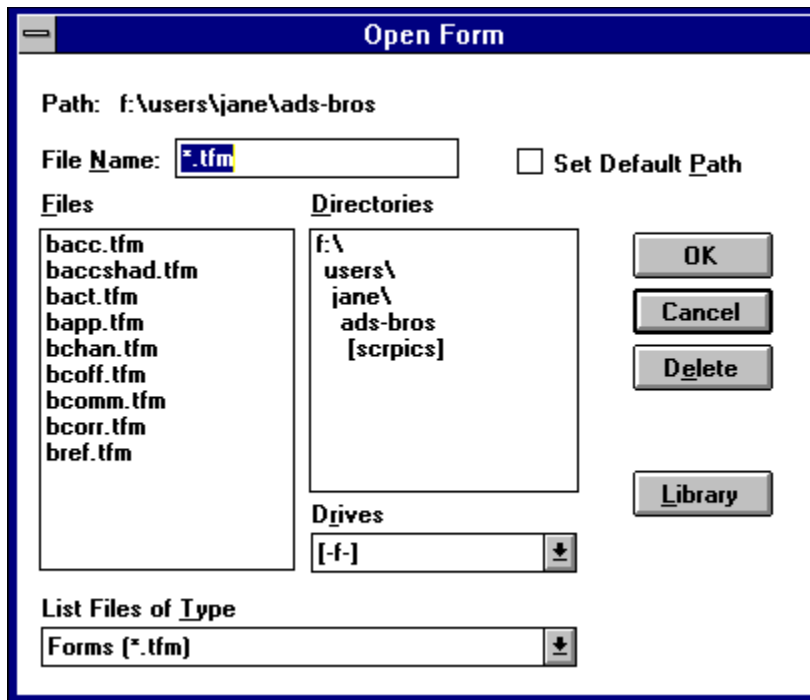 Open Form
Path: f:\users\jane\ads-bros
File Name: *.tfm
Set Default Path
Files
bacc.tfm
baccshad.tfm
bact.tfm
bapp.tfm
bchan.tfm
bcoff.tfm
bcomm.tfm
bcorr.tfm
bref.tfm
Directories
f:\
users\
jane\
ads-bros
[scrpics]
Drives
[-f-]
OK
Cancel
Delete
Library
List Files of Type
Forms (*.tfm)